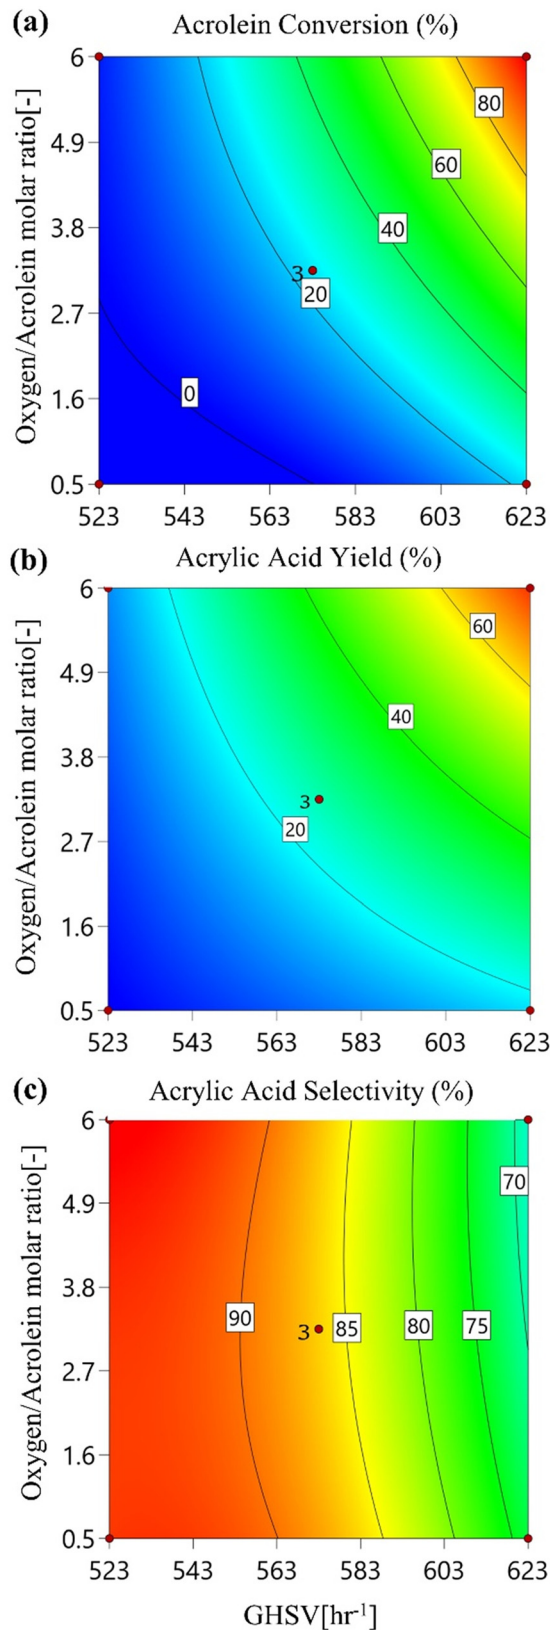 (a)
Acrolein Conversion (%)
Oxygen/Acrolein molar ratio[-]
6
4.9
3.8
2.7
1.6
0.5
80
60
40
3
20
0
523 543 563 583 603 623
(b)
Acrylic Acid Yield (%)
Oxygen/Acrolein molar ratio[-]
6
4.9
3.8
2.7
1.6
0.5
60
40
3
20
523 543 563 583 603 623
(c)
Acrylic Acid Selectivity (%)
Oxygen/Acrolein molar ratio[-]
6
4.9
3.8
2.7
1.6
0.5
70
90 3 85 80 75
523 543 563 583 603 623
GHSV[hr⁻¹]